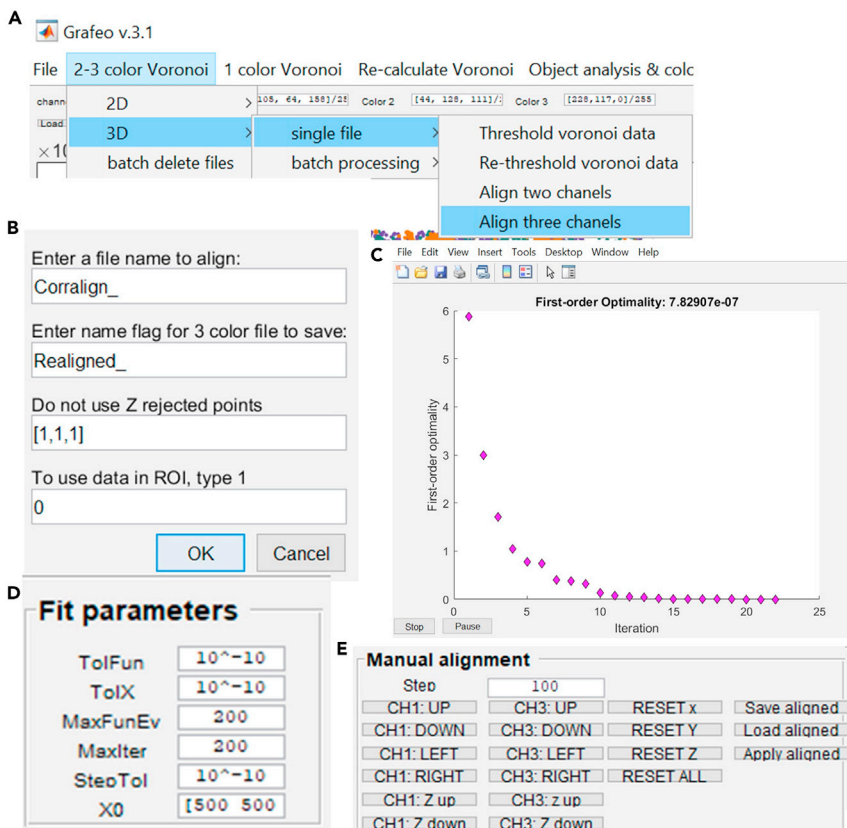 A
Grafeo v.3.1
File 2-3 color Voronoi 1 color Voronoi Re-calculate Voronoi Object analysis & colc
chann 2D > 105, 64, 158]/25 Color 2 [44, 128, 111]/: Color 3 [228,117,0]/255
Load 3D > single file > Threshold voronoi data
×10 batch delete files batch processing > Re-threshold voronoi data
Align two chanels
Align three chanels
B
Enter a file name to align:
Corralign_
Enter name flag for 3 color file to save:
Realigned_
Do not use Z rejected points
[1,1,1]
To use data in ROI, type 1
0
OK Cancel
C
File Edit View Insert Tools Desktop Window Help
First-order Optimality: 7.82907e-07
First-order optimality
6
5
4
3
2
1
0
0 5 10 15 20 25
Iteration
Stop Pause
D
Fit parameters
TolFun 10^-10
TolX 10^-10
MaxFunEv 200
MaxIter 200
StepTol 10^-10
X0 [500 500
E
Manual alignment
Step 100
CH1: UP CH3: UP RESET x Save aligned
CH1: DOWN CH3: DOWN RESET Y Load aligned
CH1: LEFT CH3: LEFT RESET Z Apply aligned
CH1: RIGHT CH3: RIGHT RESET ALL
CH1: Z up CH3: z up
CH1: Z down CH3: Z down